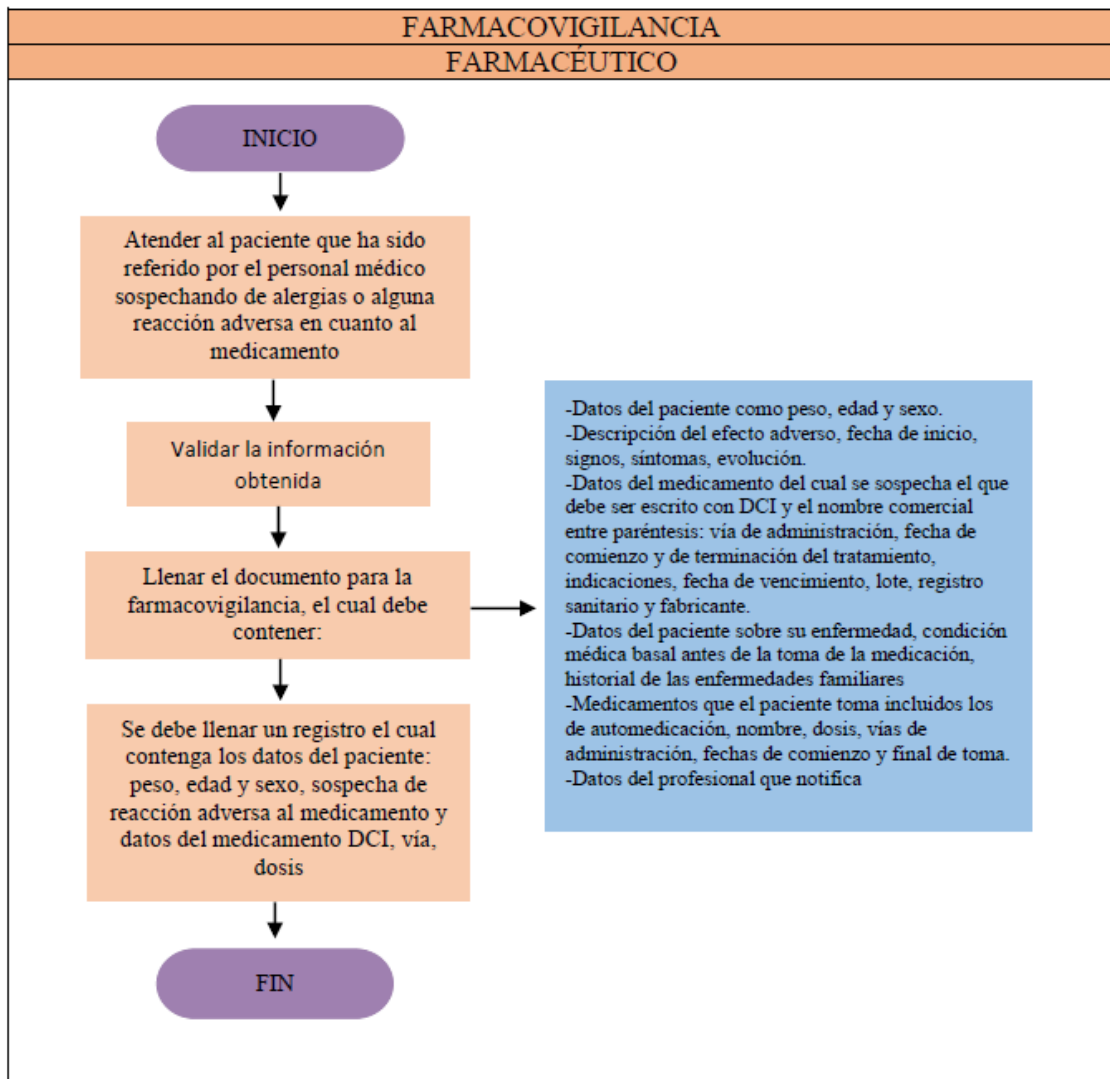 FARMACOVIGILANCIA
FARMACÉUTICO
INICIO
Atender al paciente que ha sido
referido por el personal médico
sospechando de alergias o alguna
reacción adversa en cuanto al
medicamento
Validar la información
obtenida
Llenar el documento para la
farmacovigilancia, el cual debe
contener:
-Datos del paciente como peso, edad y sexo.
-Descripción del efecto adverso, fecha de inicio,
signos, síntomas, evolución.
-Datos del medicamento del cual se sospecha el que
debe ser escrito con DCI y el nombre comercial
entre paréntesis: vía de administración, fecha de
comienzo y de terminación del tratamiento,
indicaciones, fecha de vencimiento, lote, registro
sanitario y fabricante.
-Datos del paciente sobre su enfermedad, condición
médica basal antes de la toma de la medicación,
historial de las enfermedades familiares
-Medicamentos que el paciente toma incluidos los
de automedicación, nombre, dosis, vías de
administración, fechas de comienzo y final de toma.
-Datos del profesional que notifica
Se debe llenar un registro el cual
contenga los datos del paciente:
peso, edad y sexo, sospecha de
reacción adversa al medicamento y
datos del medicamento DCI, vía,
dosis
FIN